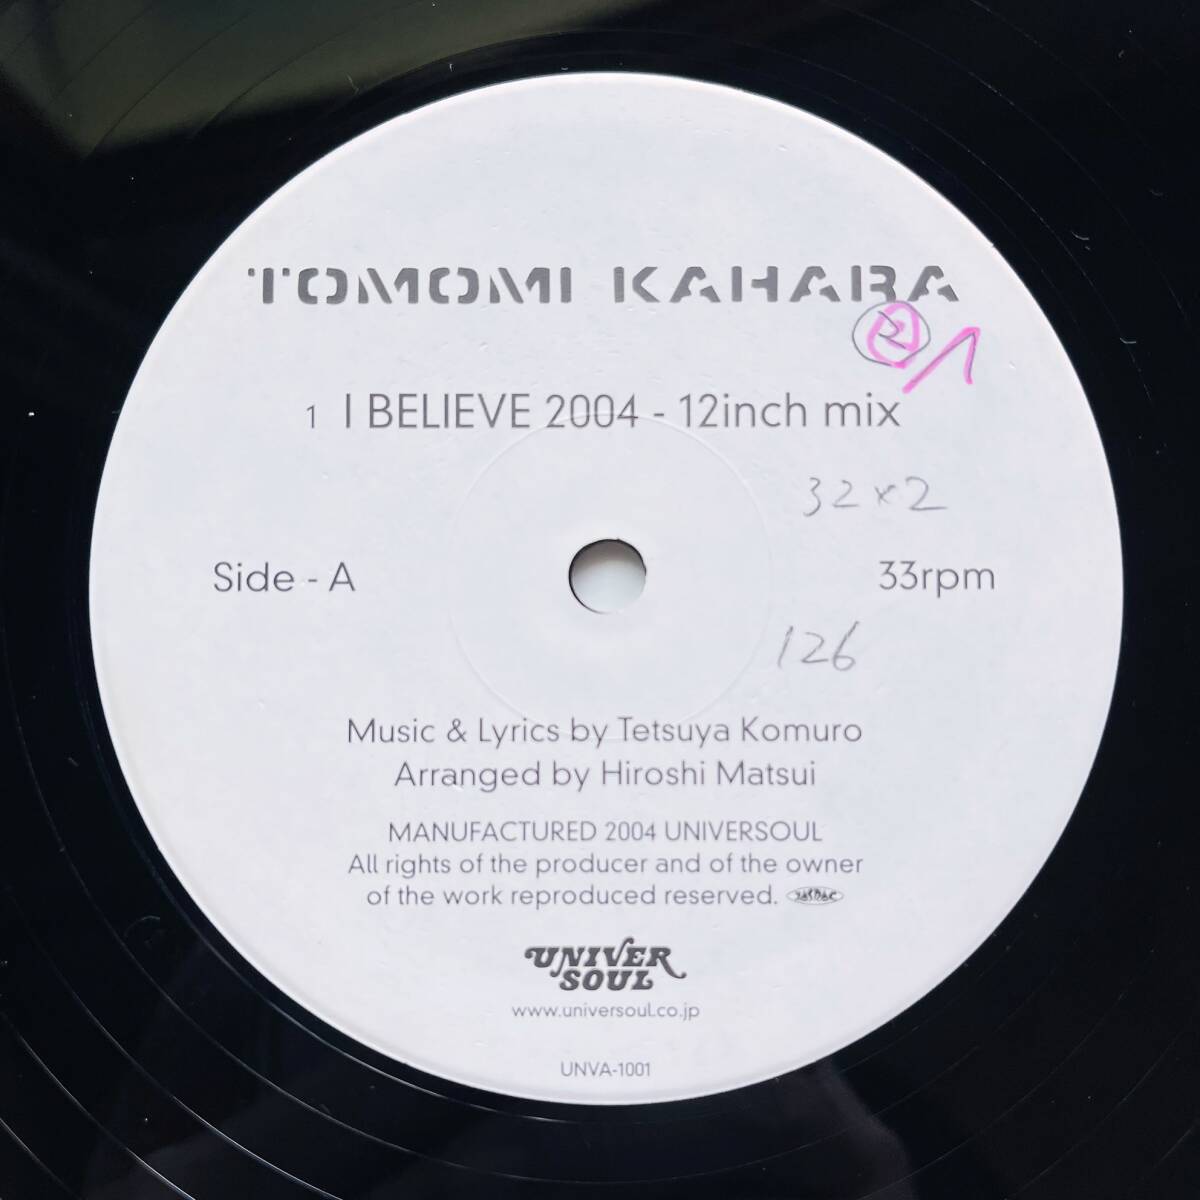 TOMOMI KAHARA
2 / 1
1 I BELIEVE 2004 - 12inch mix
32×2
Side - A
33rpm
126
Music & Lyrics by Tetsuya Komuro
Arranged by Hiroshi Matsui
MANUFACTURED 2004 UNIVERSOUL
All rights of the producer and of the owner
of the work reproduced reserved. JASRAC
UNIVER
SOUL
www.universoul.co.jp
UNVA-1001